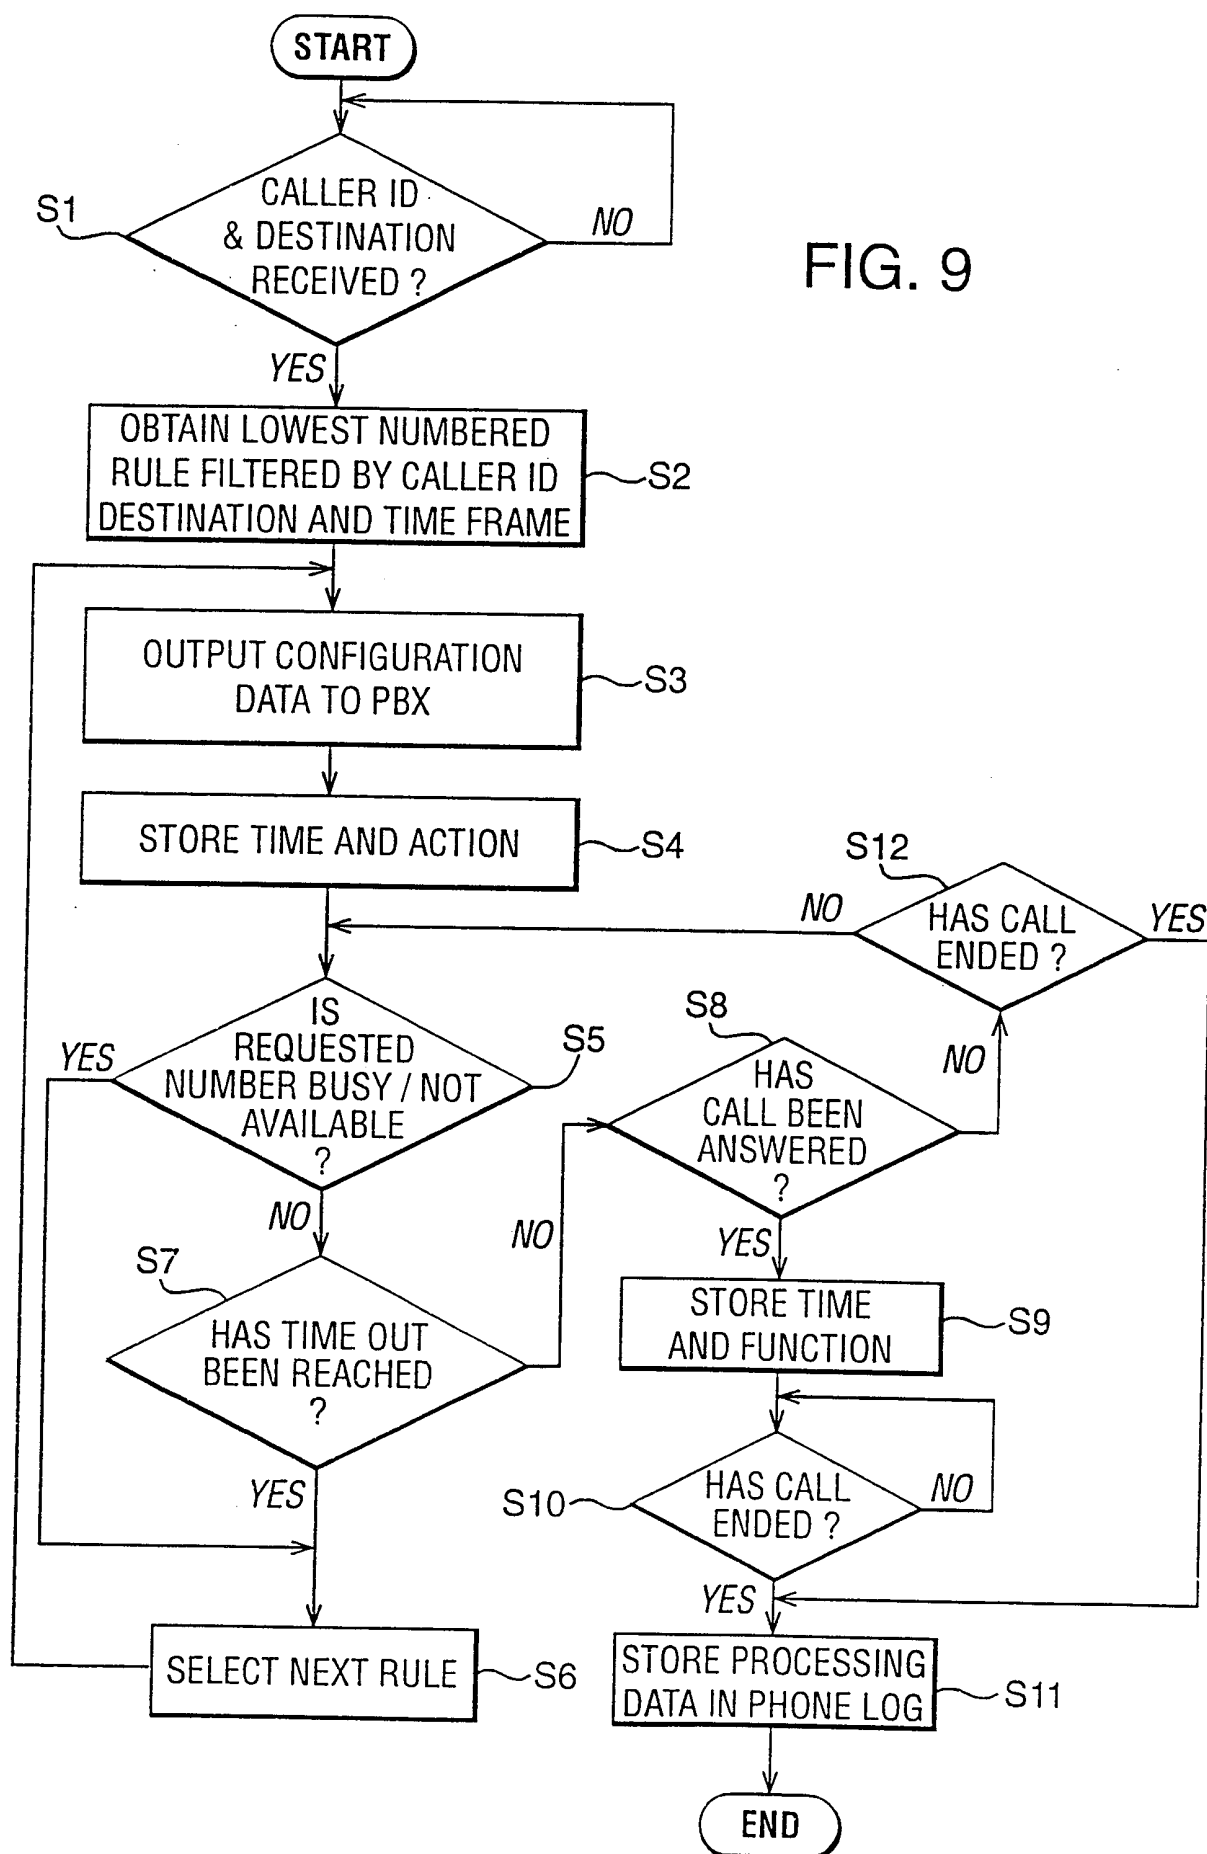 START
CALLER ID
& DESTINATION
RECEIVED ?
S1
NO
FIG. 9
YES
OBTAIN LOWEST NUMBERED
RULE FILTERED BY CALLER ID
DESTINATION AND TIME FRAME
S2
OUTPUT CONFIGURATION
DATA TO PBX
S3
STORE TIME AND ACTION
S4
S12
HAS CALL
ENDED ?
NO
YES
IS
REQUESTED
NUMBER BUSY / NOT
AVAILABLE
?
YES
S5
NO
S8
HAS
CALL BEEN
ANSWERED
?
NO
YES
S7
HAS TIME OUT
BEEN REACHED
?
NO
YES
STORE TIME
AND FUNCTION
S9
HAS CALL
ENDED ?
S10
NO
YES
SELECT NEXT RULE
S6
STORE PROCESSING
DATA IN PHONE LOG
S11
END